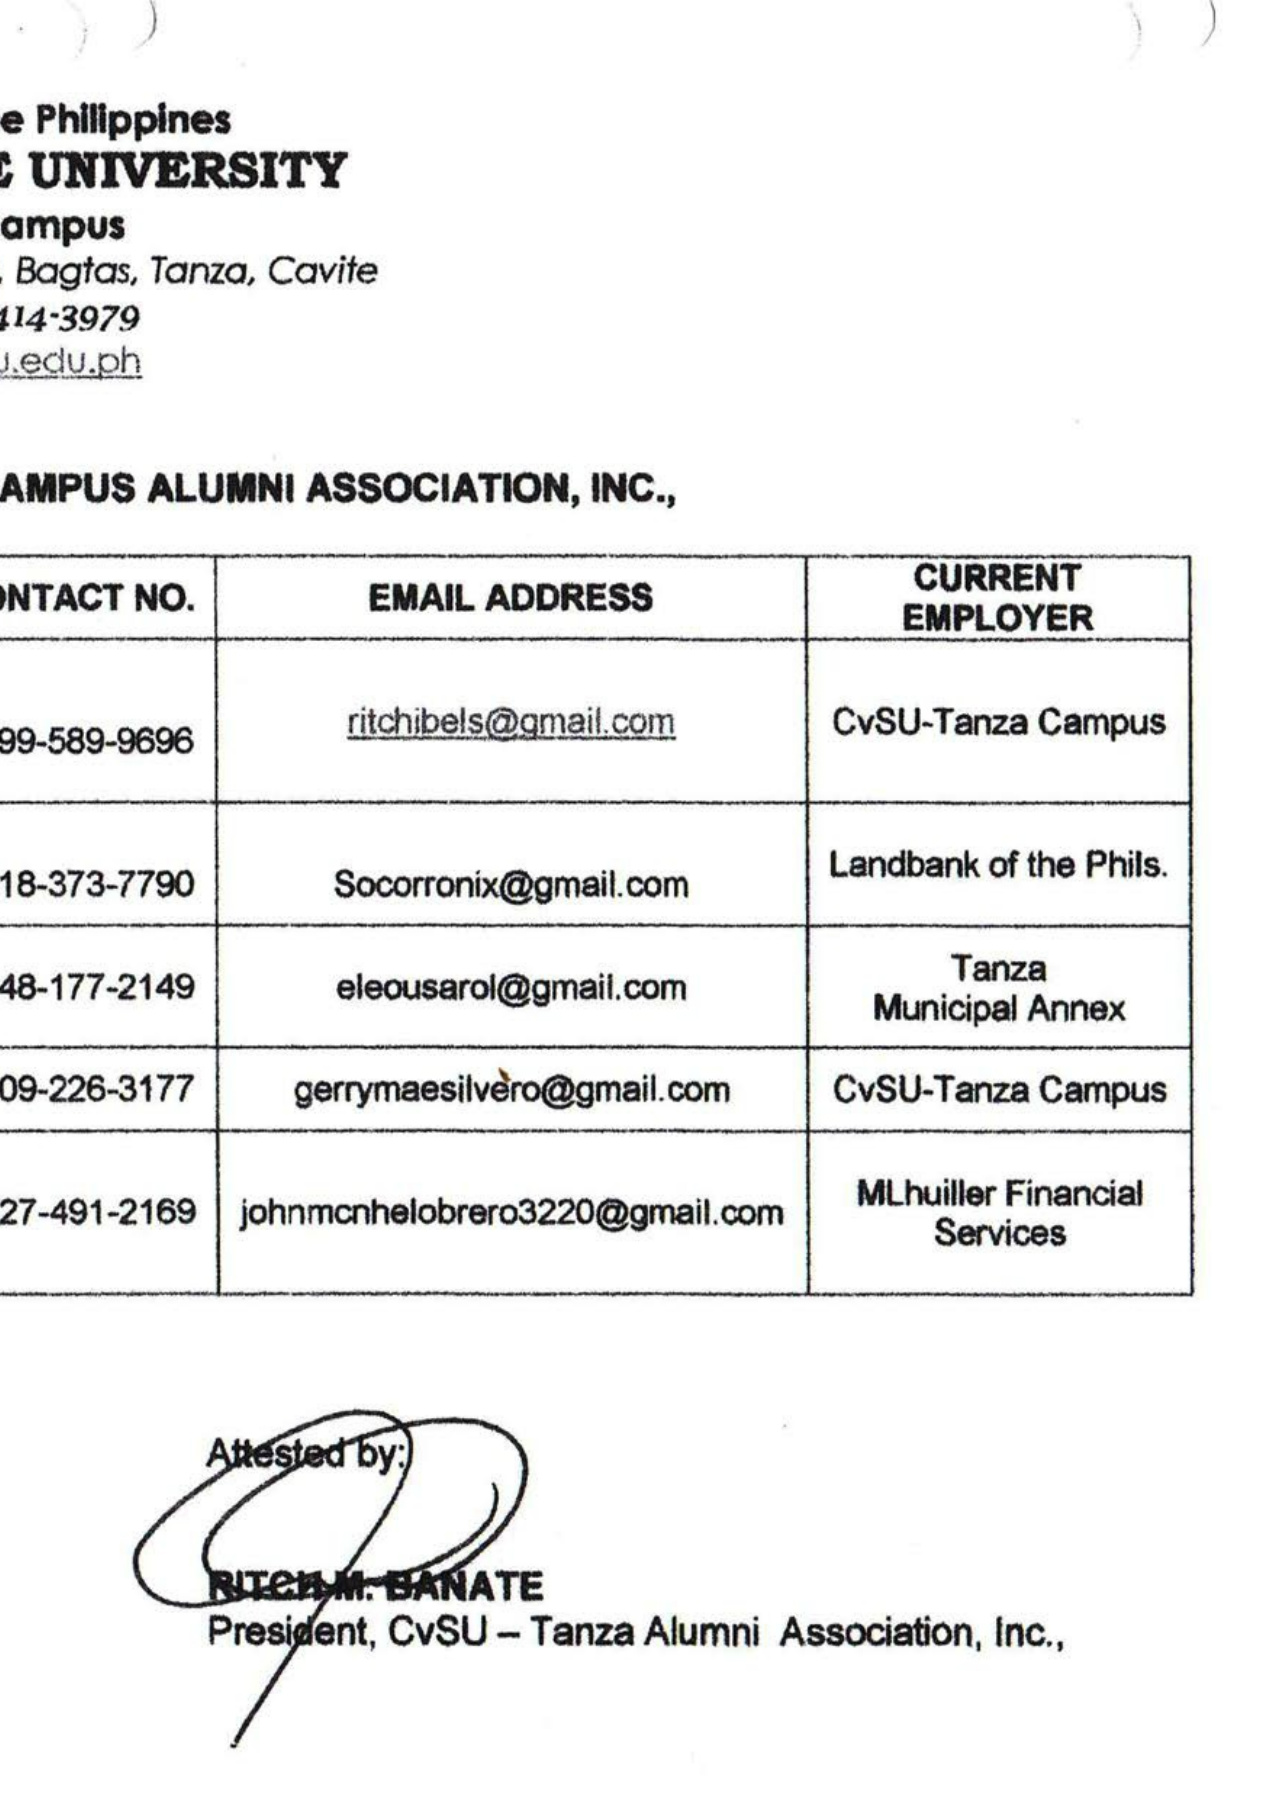 e Philippines
E UNIVERSITY
ampus
, Bagtas, Tanza, Cavite
414-3979
u.edu.ph
AMPUS ALUMNI ASSOCIATION, INC.,
ONTACT NO.
EMAIL ADDRESS
CURRENT
EMPLOYER
99-589-9696
ritchibels@gmail.com
CvSU-Tanza Campus
18-373-7790
Socorronix@gmail.com
Landbank of the Phils.
48-177-2149
eleousarol@gmail.com
Tanza
Municipal Annex
09-226-3177
gerrymaesilvero@gmail.com
CvSU-Tanza Campus
27-491-2169
johnmcnhelobrero3220@gmail.com
MLhuiller Financial
Services
Attested by:
RITCH M. BANATE
President, CvSU – Tanza Alumni Association, Inc.,